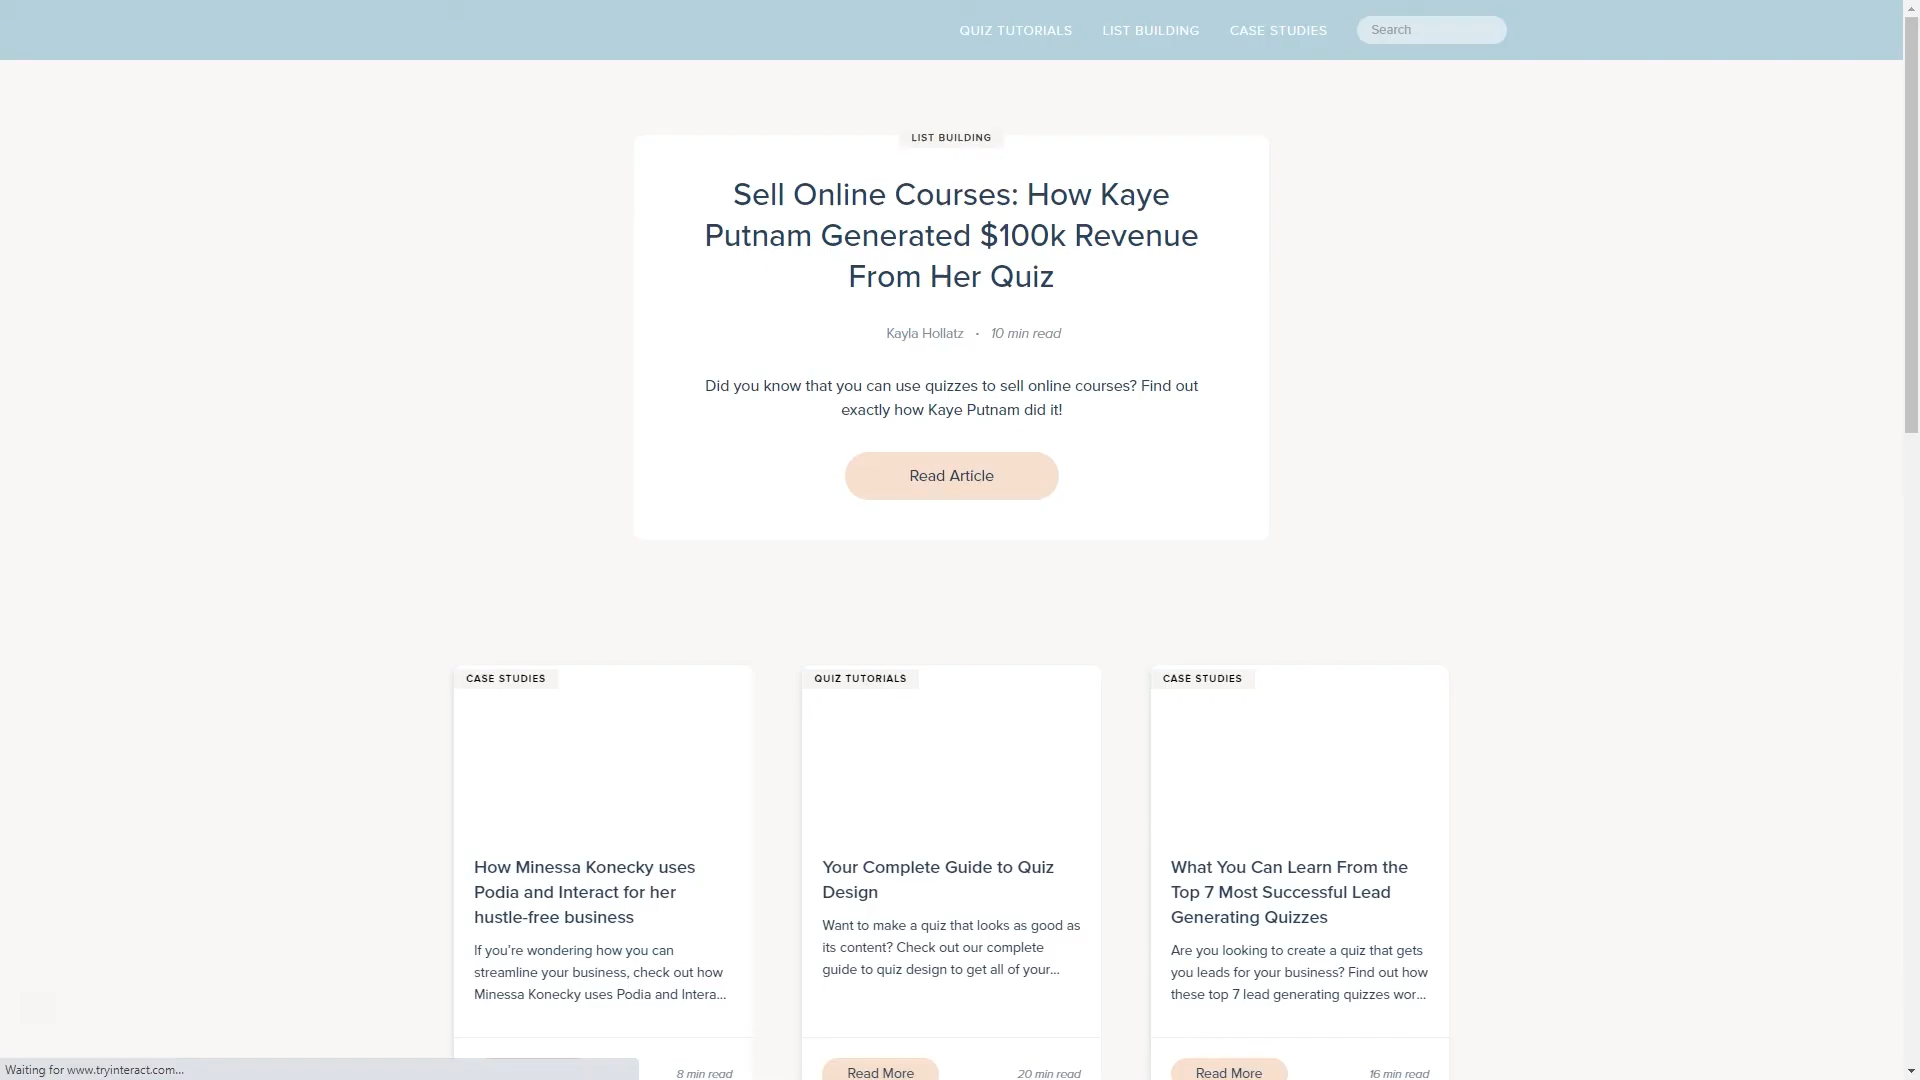 QUIZ TUTORIALS
LIST BUILDING
CASE STUDIES
Search
LIST BUILDING
Sell Online Courses: How Kaye
Putnam Generated $100k Revenue
From Her Quiz
Kayla Hollatz · 10 min read
Did you know that you can use quizzes to sell online courses? Find out
exactly how Kaye Putnam did it!
Read Article
CASE STUDIES
How Minessa Konecky uses
Podia and Interact for her
hustle-free business
If you’re wondering how you can
streamline your business, check out how
Minessa Konecky uses Podia and Intera...
8 min read
QUIZ TUTORIALS
Your Complete Guide to Quiz
Design
Want to make a quiz that looks as good as
its content? Check out our complete
guide to quiz design to get all of your...
Read More
20 min read
CASE STUDIES
What You Can Learn From the
Top 7 Most Successful Lead
Generating Quizzes
Are you looking to create a quiz that gets
you leads for your business? Find out how
these top 7 lead generating quizzes wor...
Read More
16 min read
Waiting for www.tryinteract.com...